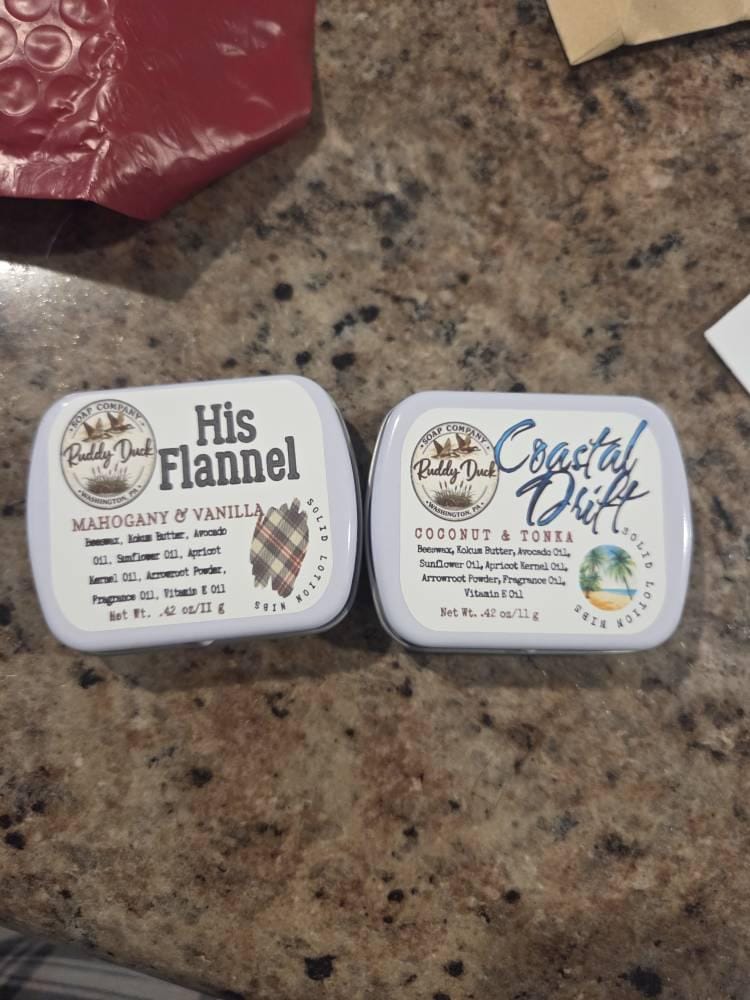 SOAP COMPANY
Ruddy Duck
WASHINGTON, PA
His
Flannel
MAHOGANY & VANILLA
Beeswax, Kokum Butter, Avocado
Oil, Sunflower Oil, Apricot
Kernel Oil, Arrowroot Powder,
Fragrance Oil, Vitamin E Oil
Net Wt. .42 oz/11 g
SOLID LOTION NIBS
SOAP COMPANY
Ruddy Duck
WASHINGTON, PA
Coastal
Drift
COCONUT & TONKA
Beeswax, Kokum Butter, Avocado Oil,
Sunflower Oil, Apricot Kernel Oil,
Arrowroot Powder, Fragrance Oil,
Vitamin E Oil
Net Wt. .42 oz/11 g
SOLID LOTION NIBS